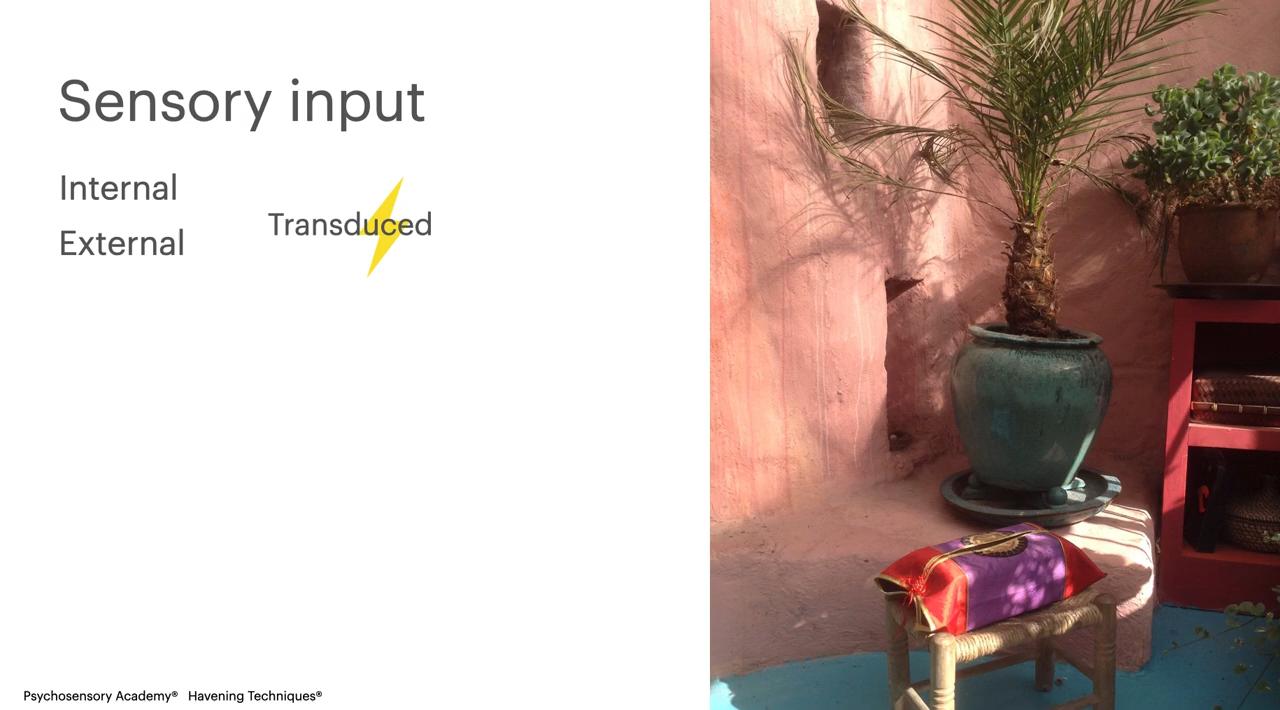 Sensory input
Internal
Transduced
External
Psychosensory Academy® Havening Techniques®